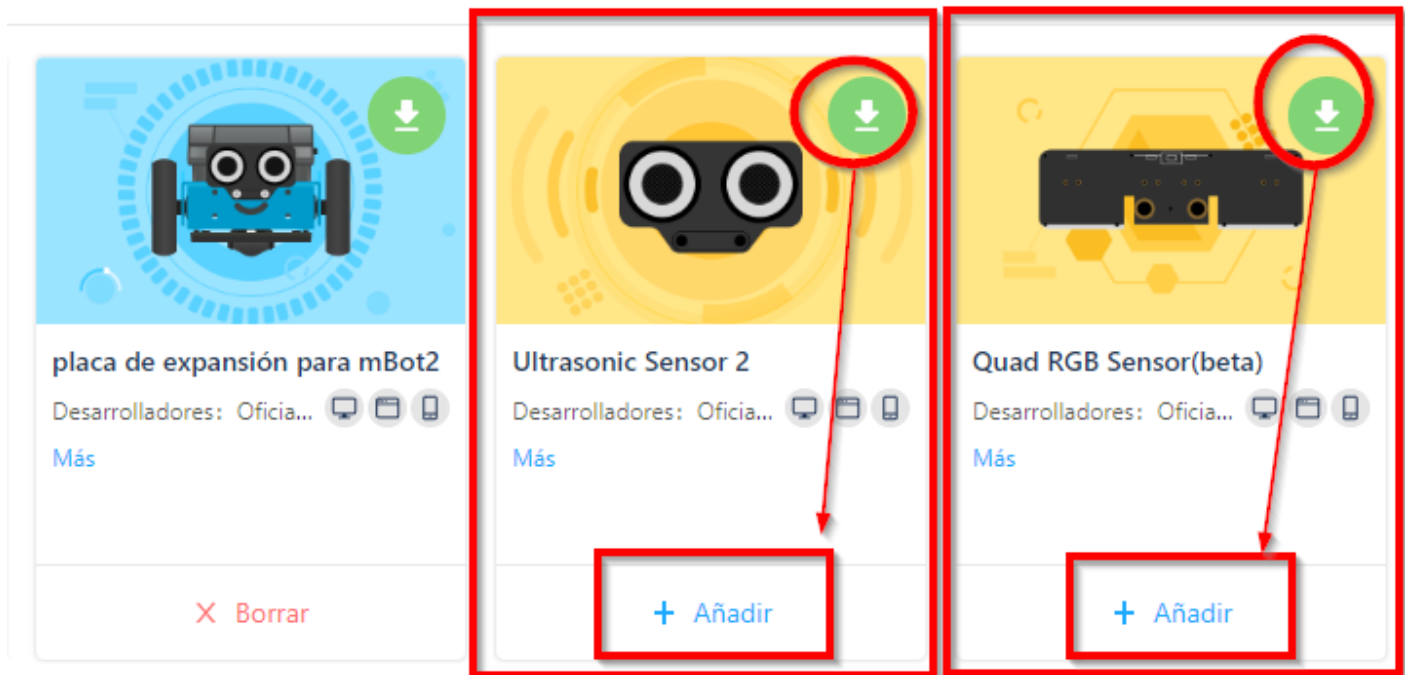 placa de expansión para mBot2
Desarrolladores: Oficia...
Más
X Borrar
Ultrasonic Sensor 2
Desarrolladores: Oficia...
Más
+ Añadir
Quad RGB Sensor(beta)
Desarrolladores: Oficia...
Más
+ Añadir